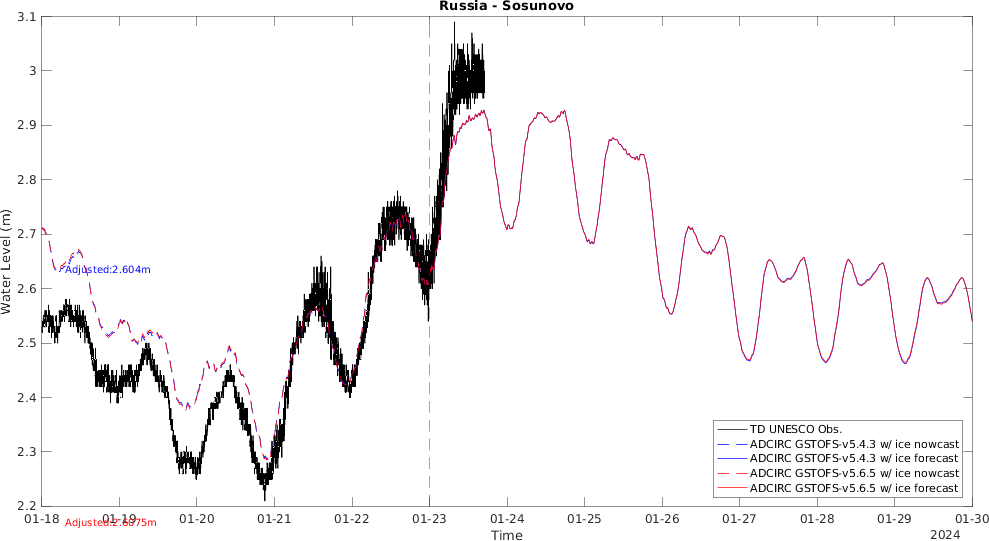 Russia - Sosunovo
3.1
3
2.9
2.8
2.7
2.6
2.5
2.4
2.3
2.2
Water Level (m)
Adjusted:2.604m
TD UNESCO Obs.
ADCIRC GSTOFS-v5.4.3 w/ ice nowcast
ADCIRC GSTOFS-v5.4.3 w/ ice forecast
ADCIRC GSTOFS-v5.6.5 w/ ice nowcast
ADCIRC GSTOFS-v5.6.5 w/ ice forecast
01-18 01-19 01-20 01-21 01-22 01-23 01-24 01-25 01-26 01-27 01-28 01-29 01-30
Adjusted:2.6075m
Time
2024